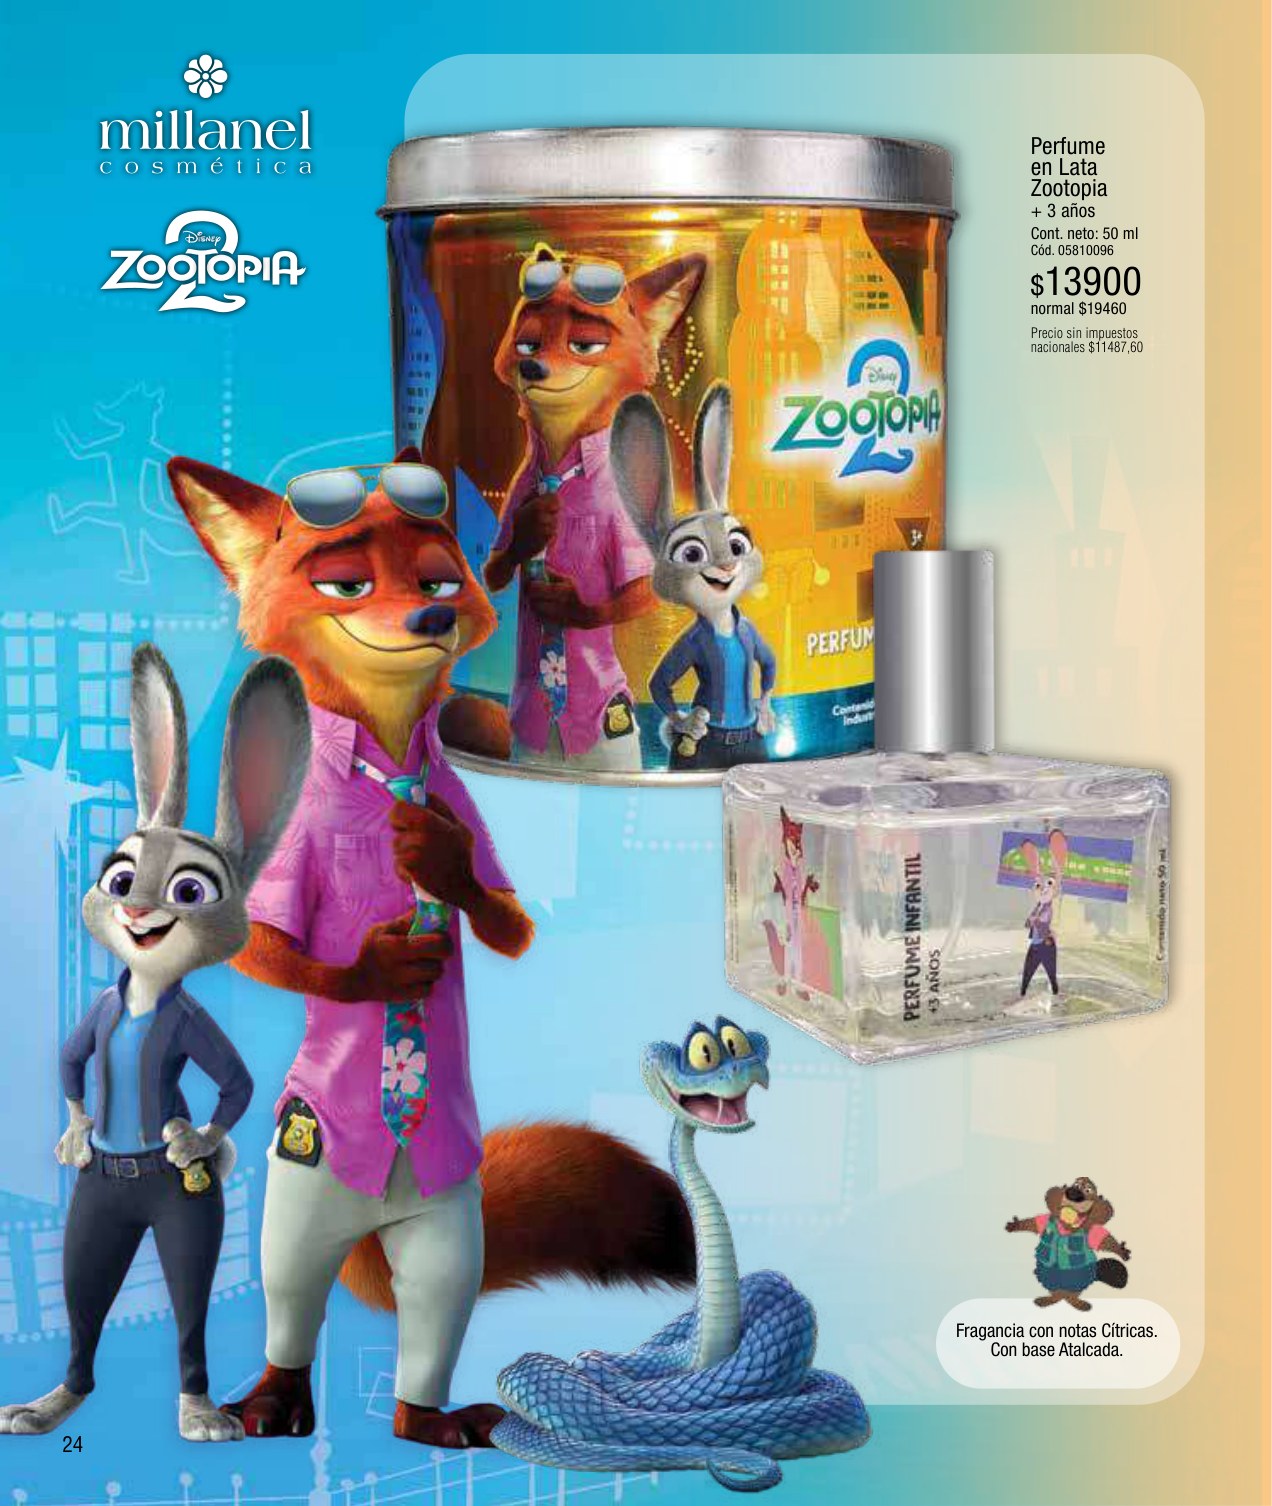 millanel
cosmética
Disney
ZOOTOPIA
2
Perfume
en Lata
Zootopia
+ 3 años
Cont. neto: 50 ml
Cód. 05810096
$13900
normal $19460
Precio sin impuestos
nacionales $11487,60
Disney
ZOOTOPIA
2
3+
PERFUM
Contenid
Industr
PERFUME INFANTIL
+3 AÑOS
Contenido neto 50 ml
Fragancia con notas Cítricas.
Con base Atalcada.
24